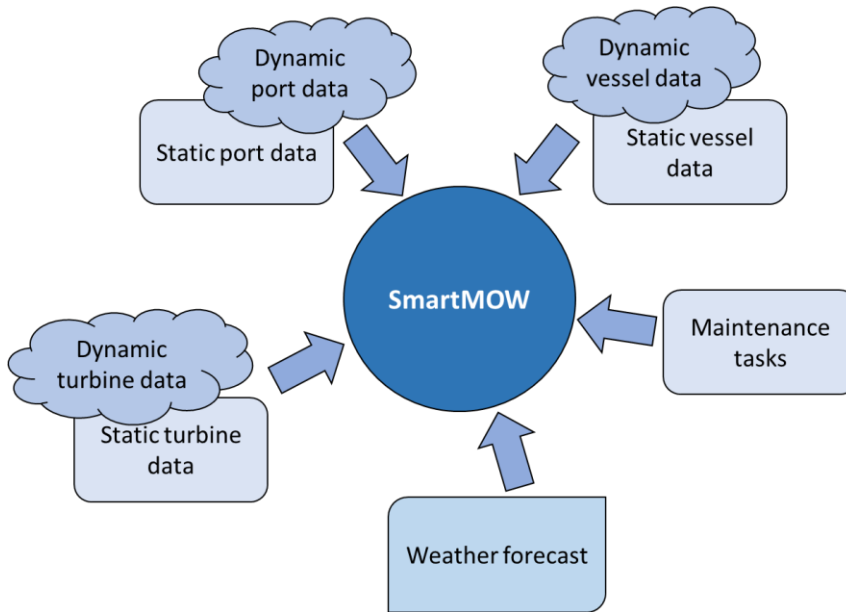 Dynamic
port data
Static port data
Dynamic
vessel data
Static vessel
data
SmartMOW
Maintenance
tasks
Dynamic
turbine data
Static turbine
data
Weather forecast